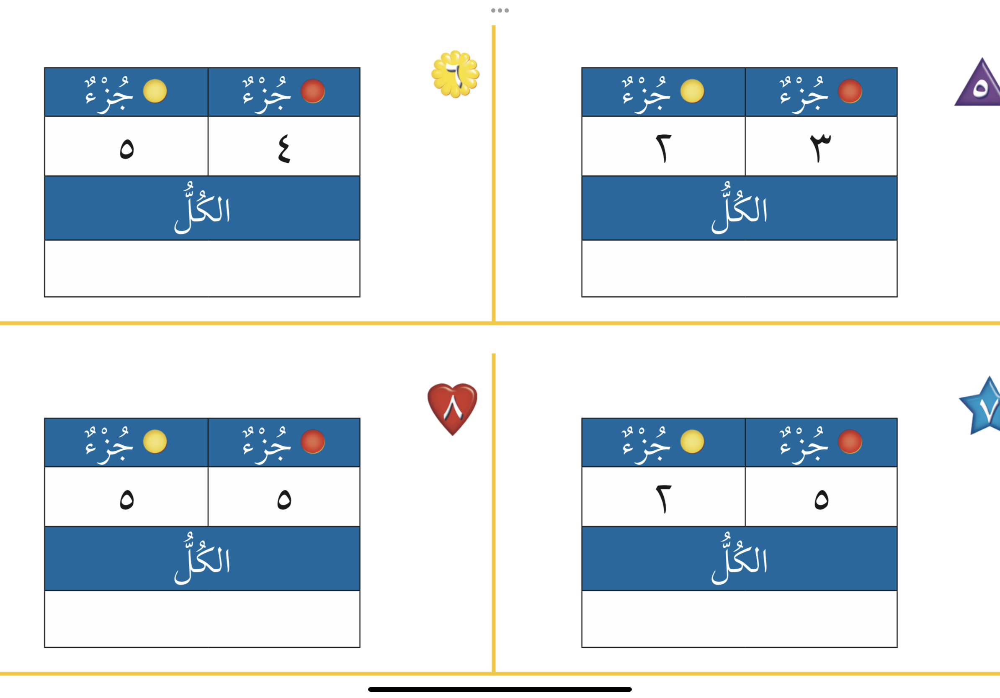 ٥
جُزْءٌ جُزْءٌ
٣ ٢
الكُلُّ
٦
جُزْءٌ جُزْءٌ
٤ ٥
الكُلُّ
٧
جُزْءٌ جُزْءٌ
٥ ٢
الكُلُّ
٨
جُزْءٌ جُزْءٌ
٥ ٥
الكُلُّ